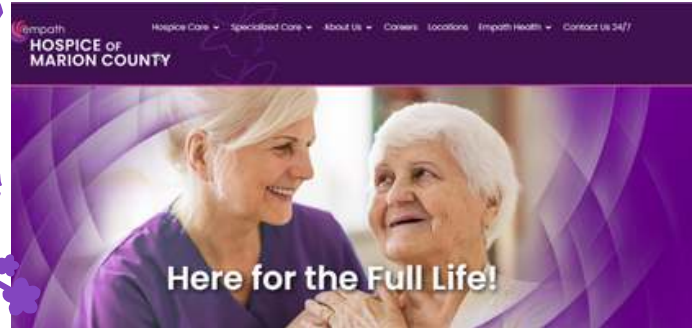 empath
HOSPICE OF
MARION COUNTY
Hospice Care Specialized Care About Us Careers Locations Empath Health Contact Us 24/7
Here for the Full Life!